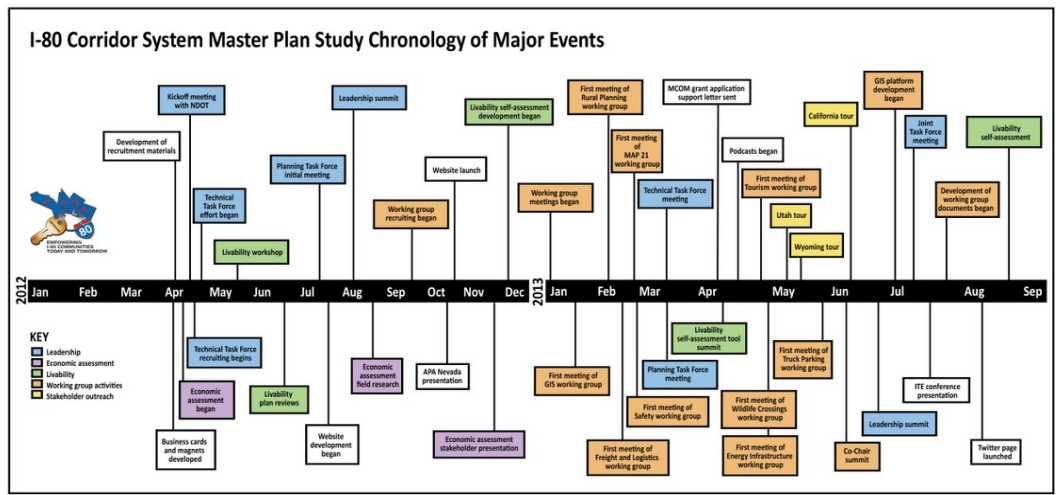 I-80 Corridor System Master Plan Study Chronology of Major Events
Kickoff meeting
with NDOT
Leadership summit
Livability self-assessment
development began
First meeting of
Rural Planning
working group
MCOM grant application
support letter sent
GIS platform
development
began
California tour
Joint
Task Force
meeting
Livability
self-assessment
Development of
recruitment materials
Planning Task Force
initial meeting
Website launch
First meeting
of
MAP 21
working group
Podcasts began
Technical
Task Force
effort began
Working group
recruiting began
Working group
meetings began
Technical Task Force
meeting
First meeting of
Tourism working group
Development of
working group
documents began
Utah tour
Livability workshop
Wyoming tour
80
EMPOWERING
I-80 COMMUNITIES
TODAY AND TOMORROW
2012 Jan Feb Mar Apr May Jun Jul Aug Sep Oct Nov Dec 2013 Jan Feb Mar Apr May Jun Jul Aug Sep
KEY
Leadership
Economic assessment
Livability
Working group activities
Stakeholder outreach
Technical Task Force
recruiting begins
Economic
assessment
began
Business cards
and magnets
developed
Livability
plan reviews
Website
development
began
Economic
assessment
field research
APA Nevada
presentation
Economic assessment
stakeholder presentation
First meeting of
GIS working group
Livability
self-assessment tool
summit
Planning Task Force
meeting
First meeting of
Safety working group
First meeting of
Freight and Logistics
working group
First meeting of
Truck Parking
working group
First meeting of
Wildlife Crossings
working group
First meeting of
Energy Infrastructure
working group
Co-Chair
summit
Leadership summit
ITE conference
presentation
Twitter page
launched